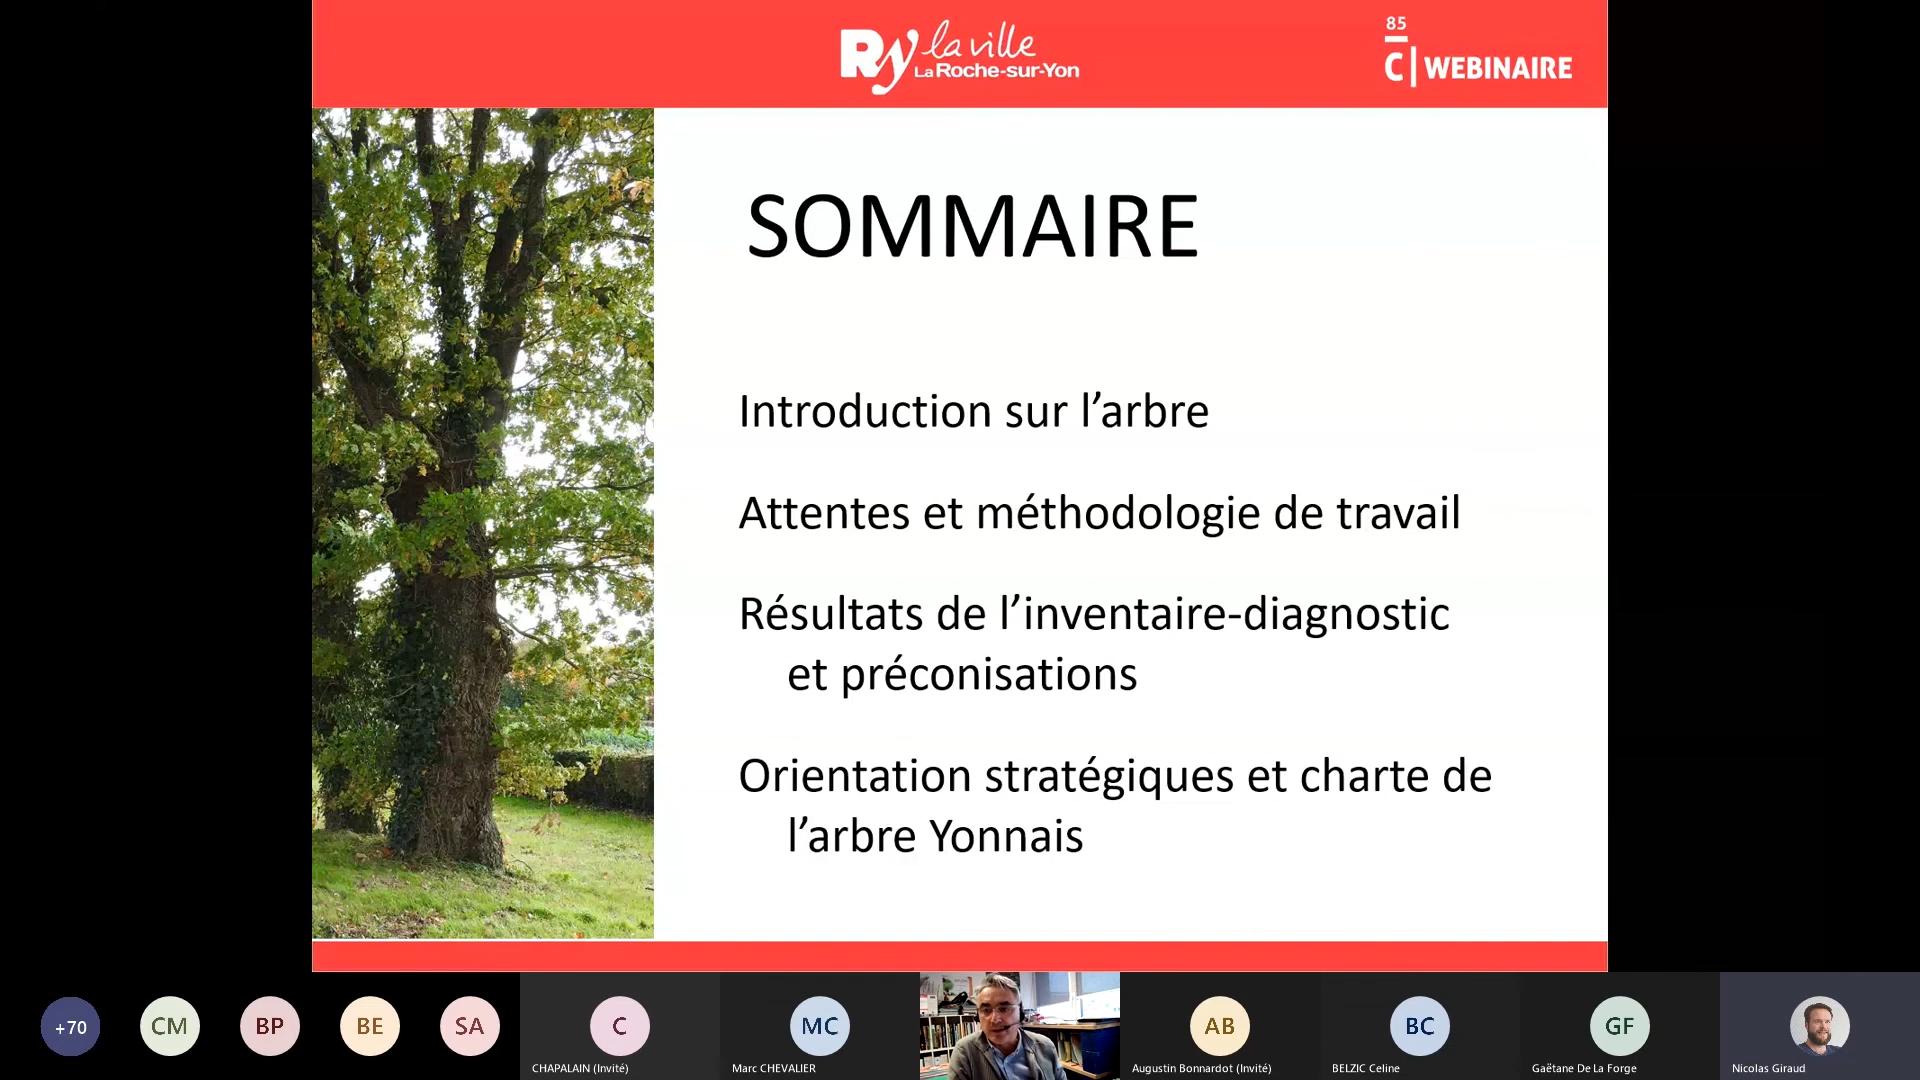 Ry la ville
La Roche-sur-Yon
85
C | WEBINAIRE
SOMMAIRE
Introduction sur l’arbre
Attentes et méthodologie de travail
Résultats de l’inventaire-diagnostic
et préconisations
Orientation stratégiques et charte de
l’arbre Yonnais
+70
CM
BP
BE
SA
C
MC
AB
BC
GF
CHAPALAIN (Invité)
Marc CHEVALIER
Augustin Bonnardot (Invité)
BELZIC Celine
Gaëtane De La Forge
Nicolas Giraud